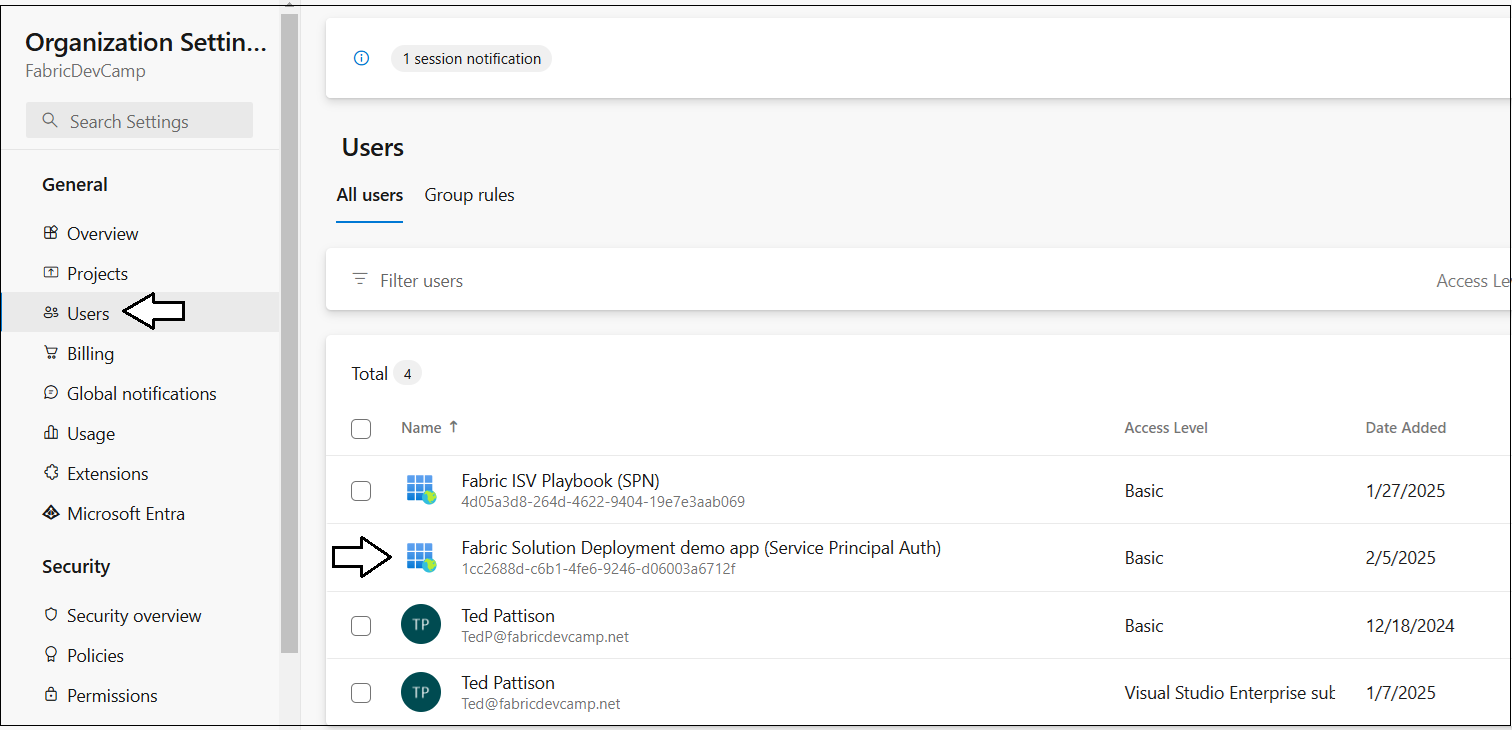 Organization Settin...
FabricDevCamp
Search Settings
General
Overview
Projects
Users
Billing
Global notifications
Usage
Extensions
Microsoft Entra
Security
Security overview
Policies
Permissions
1 session notification
Users
All users Group rules
Filter users Access Le
Total 4
Name ↑ Access Level Date Added
Fabric ISV Playbook (SPN)
4d05a3d8-264d-4622-9404-19e7e3aab069
Basic 1/27/2025
Fabric Solution Deployment demo app (Service Principal Auth)
1cc2688d-c6b1-4fe6-9246-d06003a6712f
Basic 2/5/2025
TP
Ted Pattison
TedP@fabricdevcamp.net
Basic 12/18/2024
TP
Ted Pattison
Ted@fabricdevcamp.net
Visual Studio Enterprise sub 1/7/2025